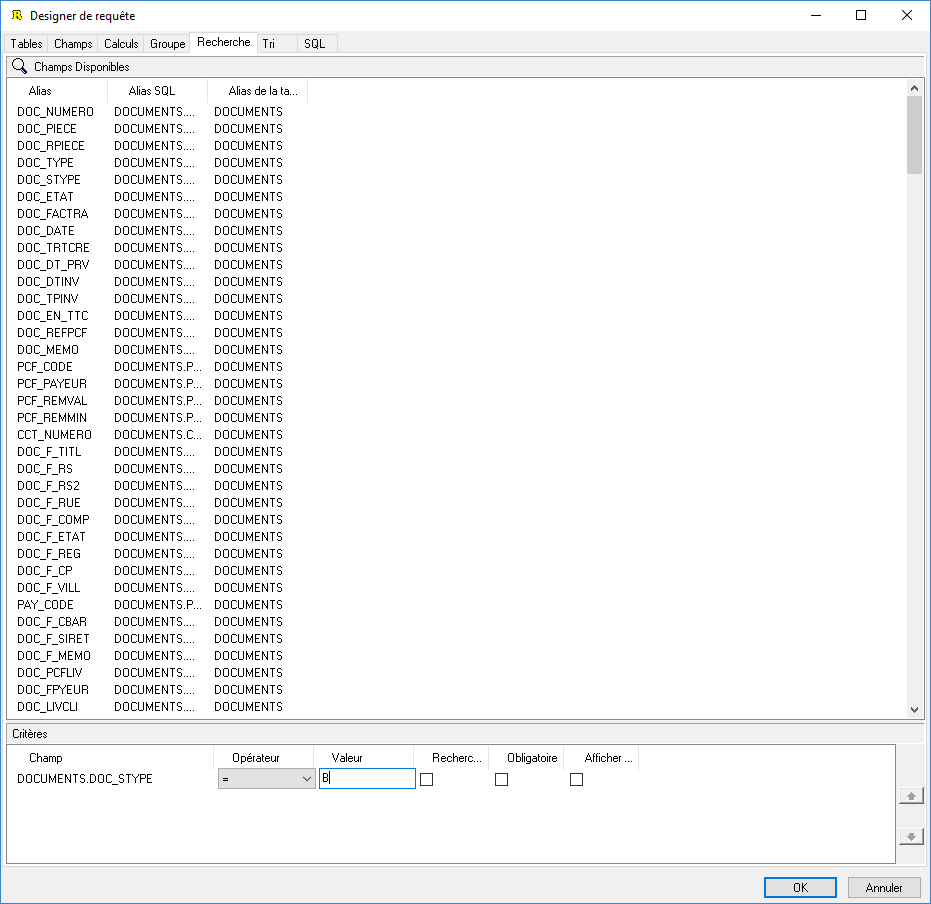 Designer de requête
Tables Champs Calculs Groupe Recherche Tri SQL
Champs Disponibles
Alias Alias SQL Alias de la ta...
DOC_NUMERO DOCUMENTS.... DOCUMENTS
DOC_PIECE DOCUMENTS.... DOCUMENTS
DOC_RPIECE DOCUMENTS.... DOCUMENTS
DOC_TYPE DOCUMENTS.... DOCUMENTS
DOC_STYPE DOCUMENTS.... DOCUMENTS
DOC_ETAT DOCUMENTS.... DOCUMENTS
DOC_FACTRA DOCUMENTS.... DOCUMENTS
DOC_DATE DOCUMENTS.... DOCUMENTS
DOC_TRTCRE DOCUMENTS.... DOCUMENTS
DOC_DT_PRV DOCUMENTS.... DOCUMENTS
DOC_DTINV DOCUMENTS.... DOCUMENTS
DOC_TPINV DOCUMENTS.... DOCUMENTS
DOC_EN_TTC DOCUMENTS.... DOCUMENTS
DOC_REFPCF DOCUMENTS.... DOCUMENTS
DOC_MEMO DOCUMENTS.... DOCUMENTS
PCF_CODE DOCUMENTS.P... DOCUMENTS
PCF_PAYEUR DOCUMENTS.P... DOCUMENTS
PCF_REMVAL DOCUMENTS.P... DOCUMENTS
PCF_REMMIN DOCUMENTS.P... DOCUMENTS
CCT_NUMERO DOCUMENTS.C... DOCUMENTS
DOC_F_TITL DOCUMENTS.... DOCUMENTS
DOC_F_RS DOCUMENTS.... DOCUMENTS
DOC_F_RS2 DOCUMENTS.... DOCUMENTS
DOC_F_RUE DOCUMENTS.... DOCUMENTS
DOC_F_COMP DOCUMENTS.... DOCUMENTS
DOC_F_ETAT DOCUMENTS.... DOCUMENTS
DOC_F_REG DOCUMENTS.... DOCUMENTS
DOC_F_CP DOCUMENTS.... DOCUMENTS
DOC_F_VILL DOCUMENTS.... DOCUMENTS
PAY_CODE DOCUMENTS.P... DOCUMENTS
DOC_F_CBAR DOCUMENTS.... DOCUMENTS
DOC_F_SIRET DOCUMENTS.... DOCUMENTS
DOC_F_MEMO DOCUMENTS.... DOCUMENTS
DOC_PCFLIV DOCUMENTS.... DOCUMENTS
DOC_FPYEUR DOCUMENTS.... DOCUMENTS
DOC_LIVCLI DOCUMENTS.... DOCUMENTS
Critères
Champ Opérateur Valeur Recherc... Obligatoire Afficher ...
DOCUMENTS.DOC_STYPE = B
OK Annuler